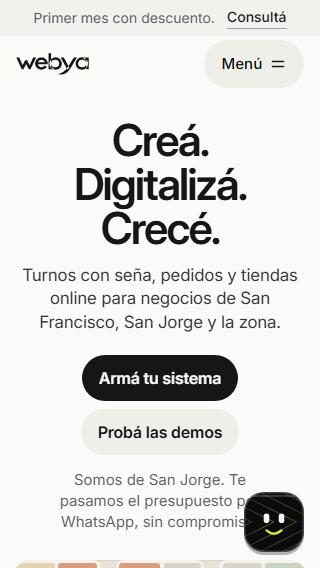 Primer mes con descuento. Consultá
webya
Menú
Creá.
Digitalizá.
Crecé.
Turnos con seña, pedidos y tiendas
online para negocios de San
Francisco, San Jorge y la zona.
Armá tu sistema
Probá las demos
Somos de San Jorge. Te
pasamos el presupuesto
WhatsApp, sin